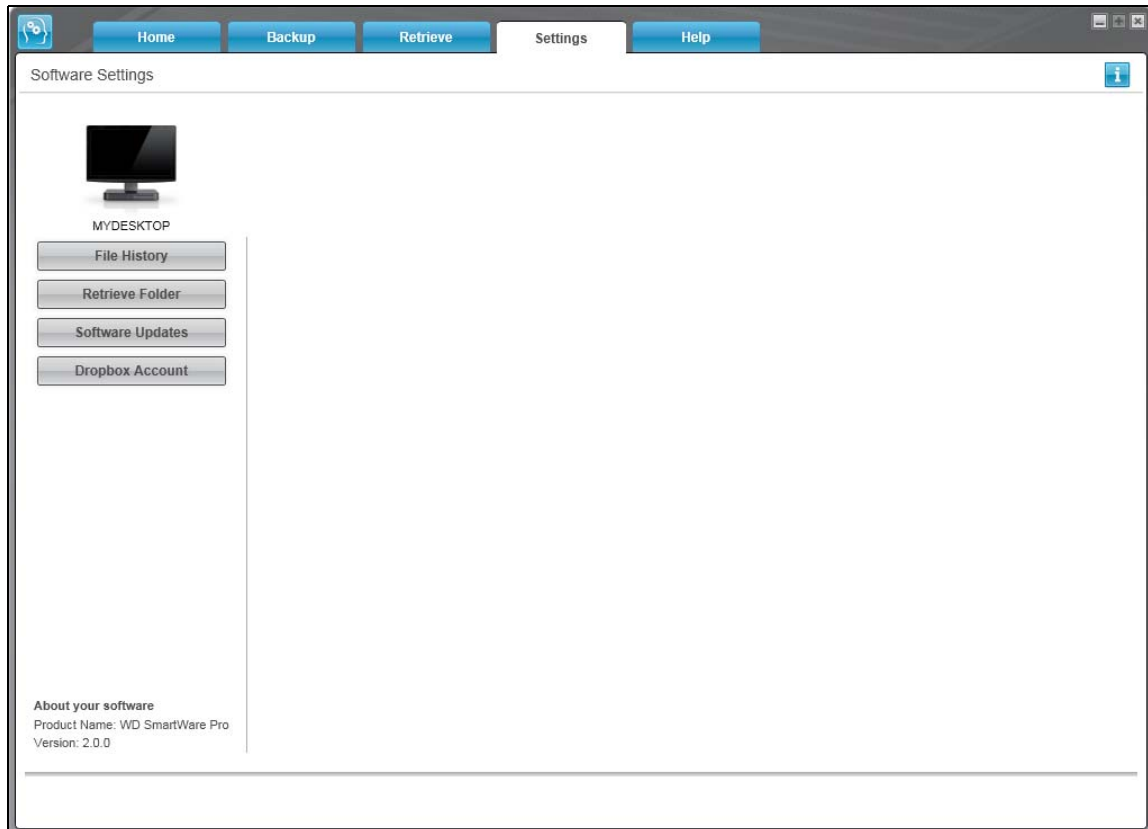 Home
Backup
Retrieve
Settings
Help
Software Settings
i
MYDESKTOP
File History
Retrieve Folder
Software Updates
Dropbox Account
About your software
Product Name: WD SmartWare Pro
Version: 2.0.0